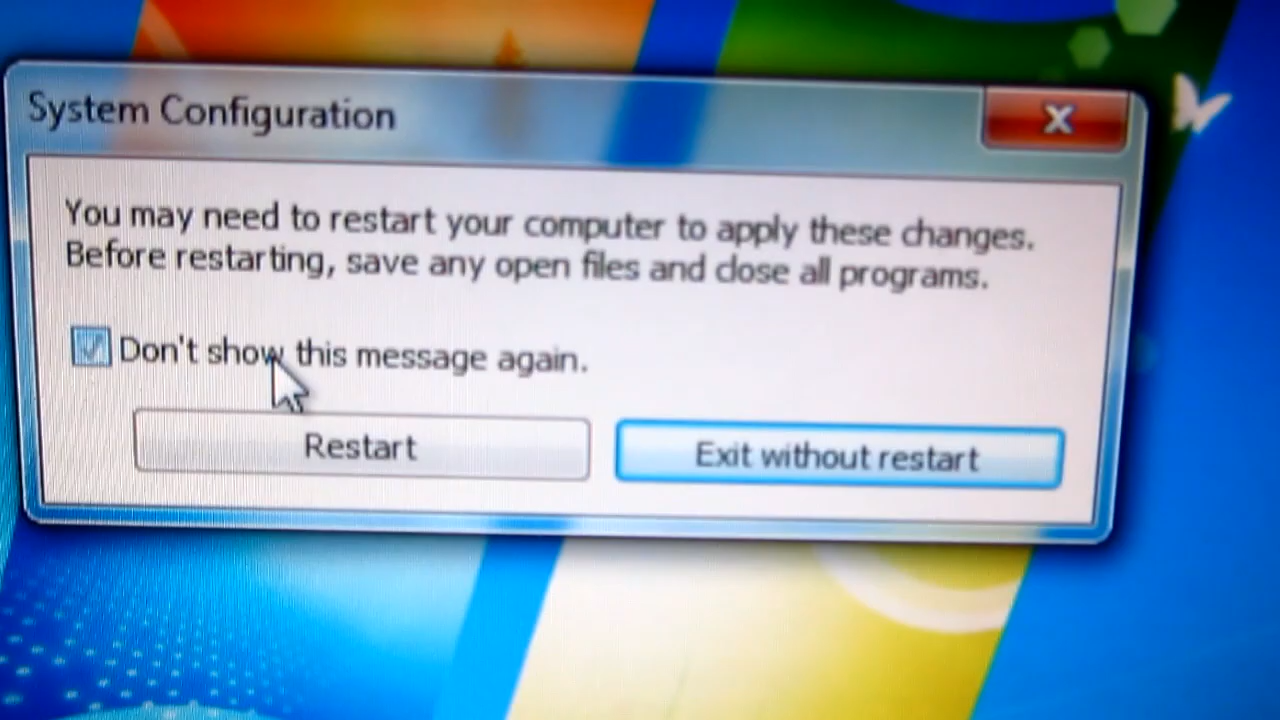 System Configuration
You may need to restart your computer to apply these changes.
Before restarting, save any open files and close all programs.
Don't show this message again.
Restart
Exit without restart